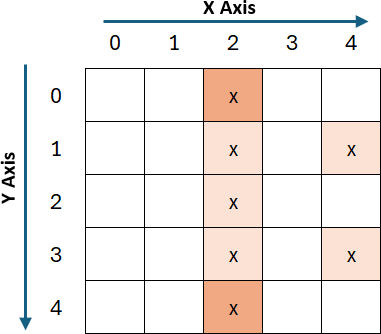 X Axis
0 1 2 3 4
Y Axis
0 x
1 x x
2 x
3 x x
4 x